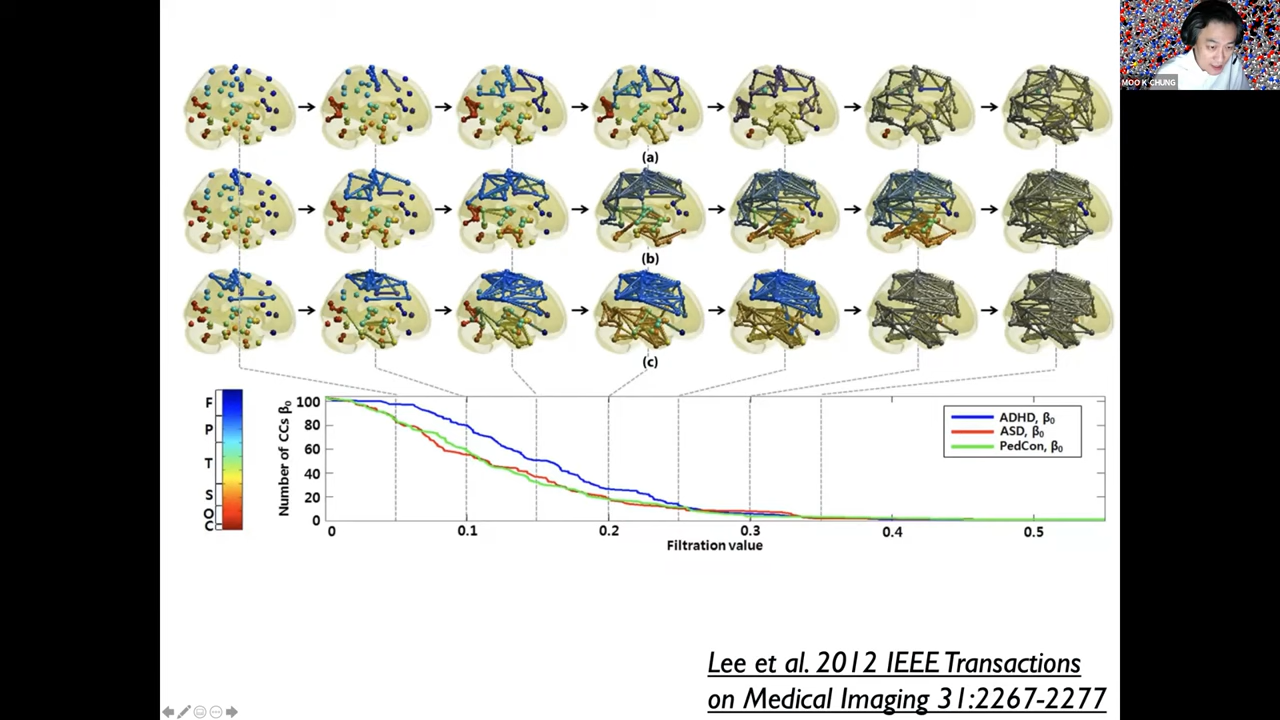 MOO K CHUNG
(a)
(b)
(c)
F
P
T
S
O
C
Number of CCs β₀
100
80
60
40
20
0
ADHD, β₀
ASD, β₀
PedCon, β₀
0 0.1 0.2 0.3 0.4 0.5
Filtration value
Lee et al. 2012 IEEE Transactions
on Medical Imaging 31:2267-2277